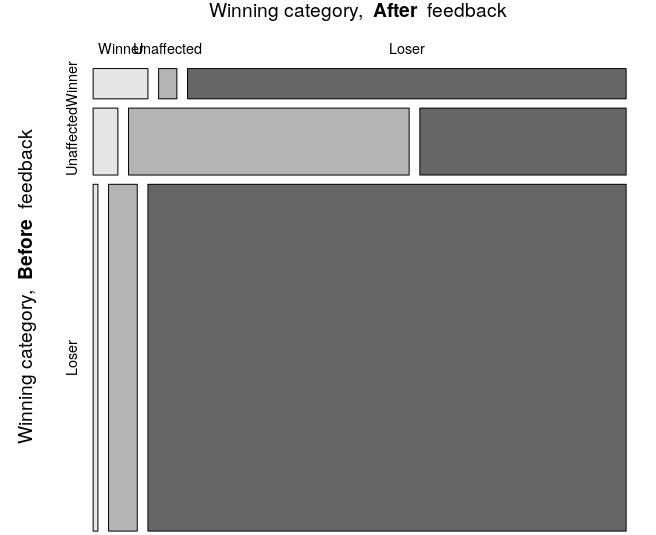 Winning category, After feedback
Winner
Unaffected
Loser
Winning category, Before feedback
Winner
Unaffected
Loser